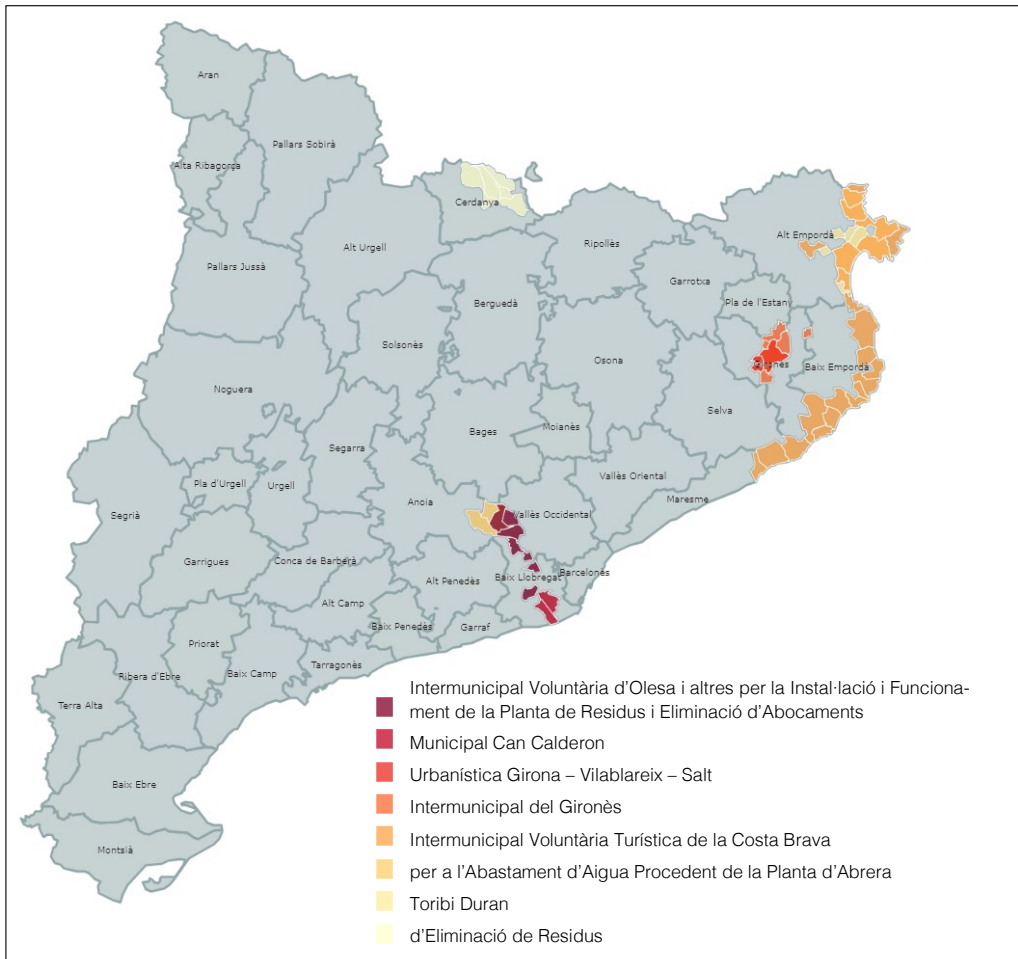 Aran
Pallars Sobirà
Alta Ribagorça
Cerdanya
Alt Empordà
Alt Urgell
Ripollès
Pallars Jussà
Garrotxa
Pla de l'Estany
Berguedà
Solsonès
Osona
Gironès
Baix Empordà
Noguera
Selva
Bages
Moianès
Segarra
Vallès Oriental
Pla d'Urgell
Urgell
Maresme
Anoia
Segrià
Vallès Occidental
Garrigues
Conca de Barberà
Baix Llobregat
Barcelonès
Alt Penedès
Alt Camp
Baix Penedès
Garraf
Priorat
Tarragonès
Ribera d'Ebre
Baix Camp
Terra Alta
Baix Ebre
Montsià
Intermunicipal Voluntària d'Olesa i altres per la Instal·lació i Funciona-
ment de la Planta de Residus i Eliminació d'Abocaments
Municipal Can Calderon
Urbanística Girona – Vilablareix – Salt
Intermunicipal del Gironès
Intermunicipal Voluntària Turística de la Costa Brava
per a l'Abastament d'Aigua Procedent de la Planta d'Abrera
Toribi Duran
d'Eliminació de Residus